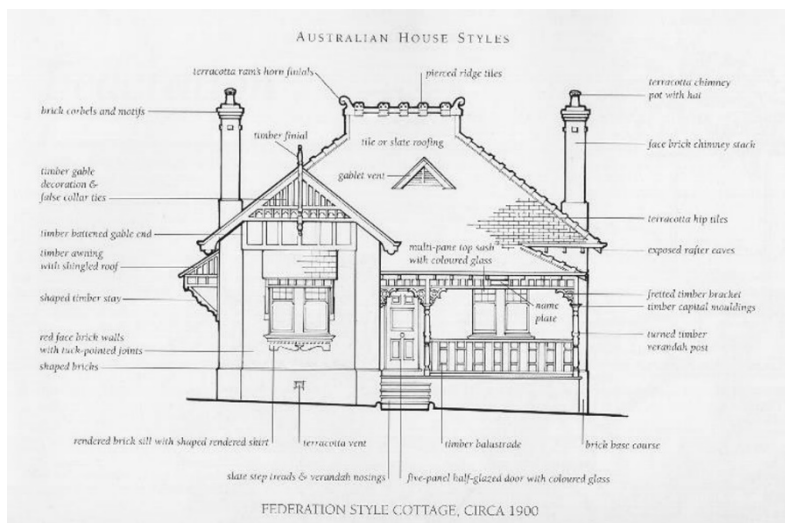 AUSTRALIAN HOUSE STYLES
terracotta ram's horn finials
pierced ridge tiles
terracotta chimney
pot with hat
brick corbels and motifs
timber finial
tile or slate roofing
face brick chimney stack
gablet vent
timber gable
decoration &
false collar ties
terracotta hip tiles
timber battened gable end
multi-pane top sash
with coloured glass
exposed rafter eaves
timber awning
with shingled roof
shaped timber stay
name
plate
fretted timber bracket
timber capital mouldings
turned timber
verandah post
red face brick walls
with tuck-pointed joints
shaped bricks
rendered brick sill with shaped rendered skirt
terracotta vent
timber balustrade
brick base course
slate step treads & verandah nosings
five-panel half-glazed door with coloured glass
FEDERATION STYLE COTTAGE, CIRCA 1900